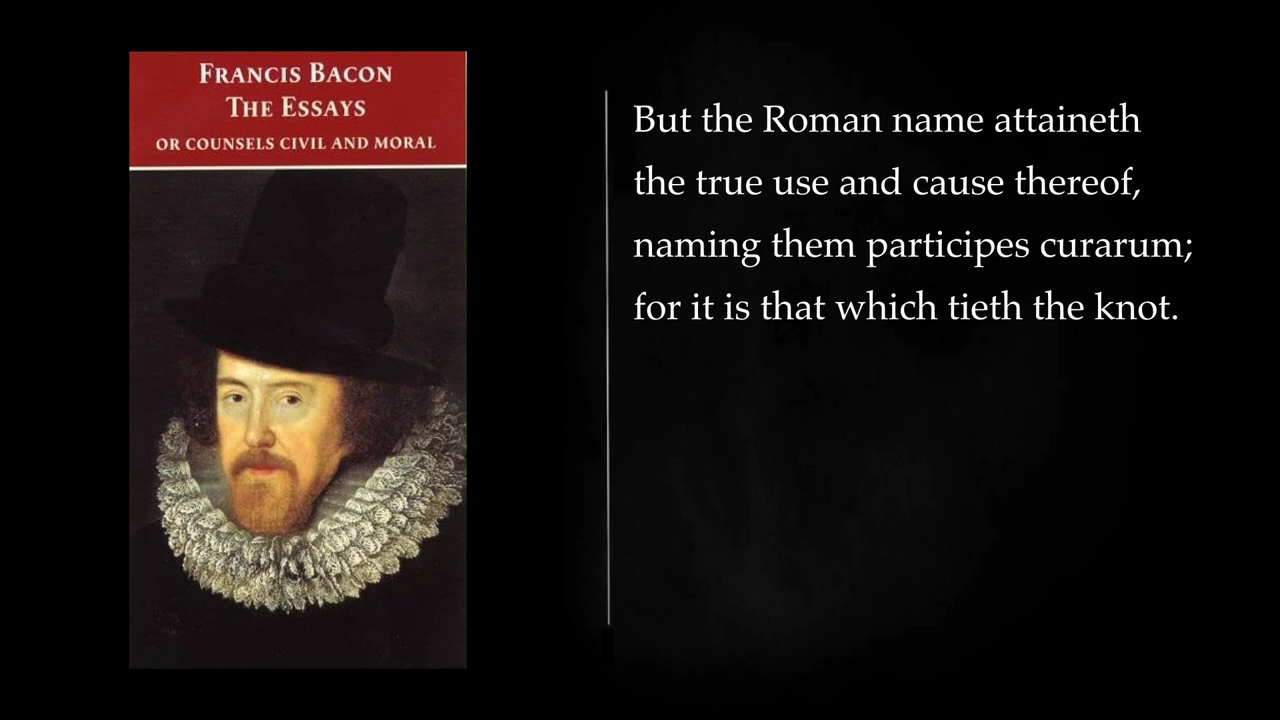 FRANCIS BACON
THE ESSAYS
OR COUNSELS CIVIL AND MORAL
But the Roman name attaineth
the true use and cause thereof,
naming them participes curarum;
for it is that which tieth the knot.